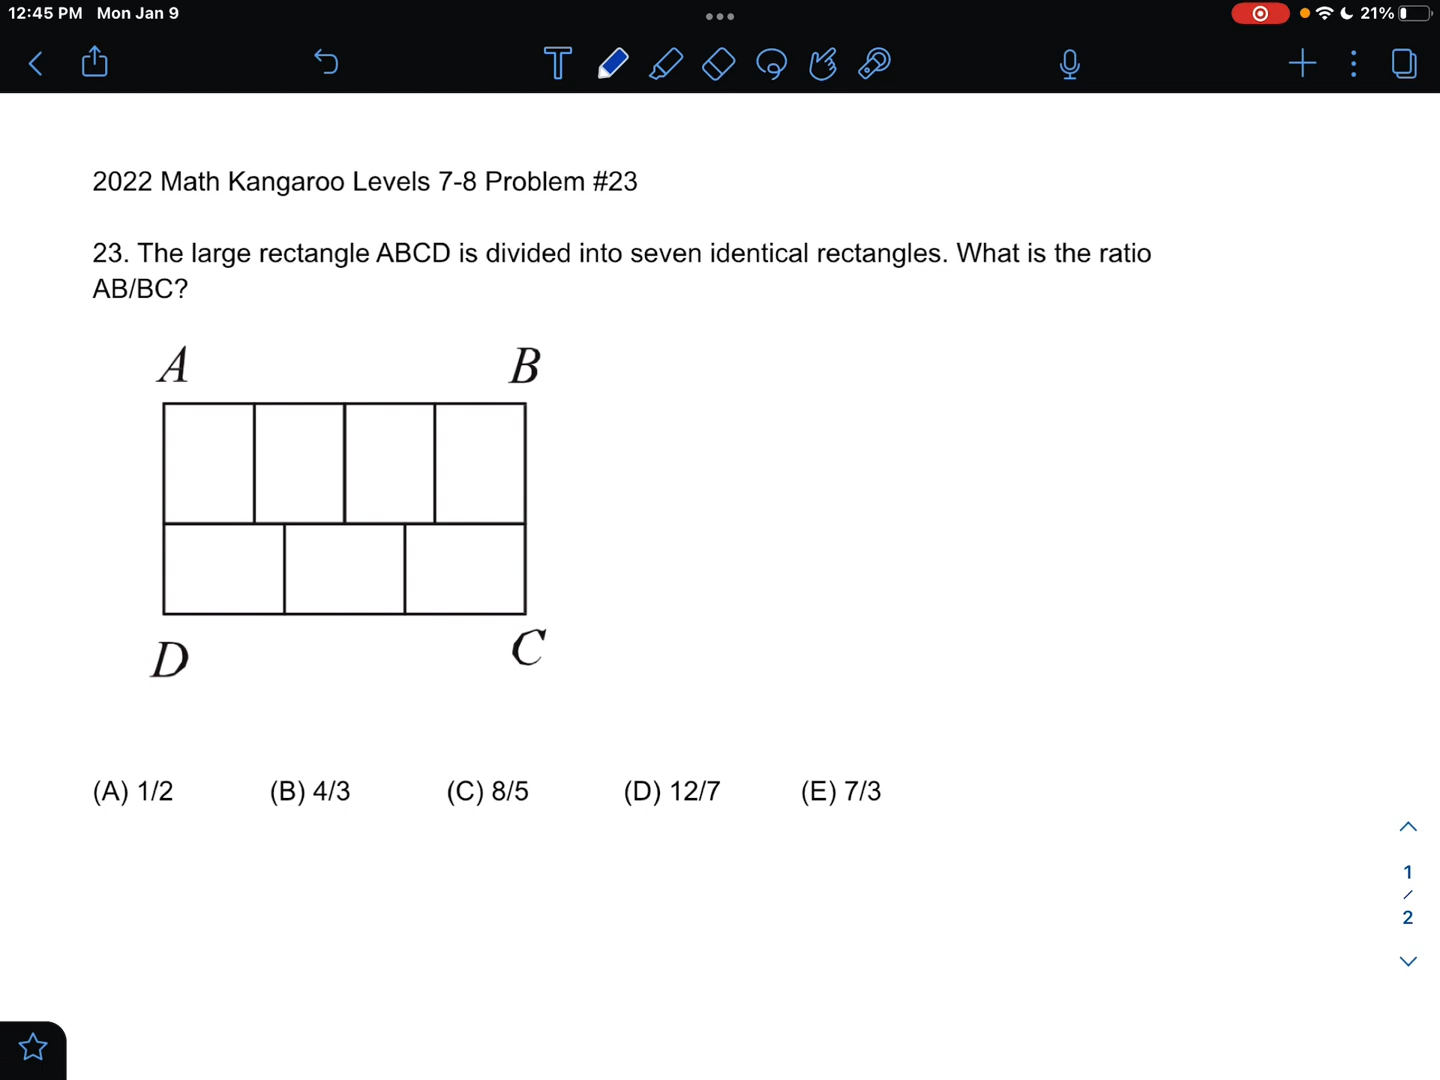 12:45 PM Mon Jan 9
21%
2022 Math Kangaroo Levels 7-8 Problem #23
23. The large rectangle ABCD is divided into seven identical rectangles. What is the ratio
AB/BC?
A B
D C
(A) 1/2 (B) 4/3 (C) 8/5 (D) 12/7 (E) 7/3
1
/
2